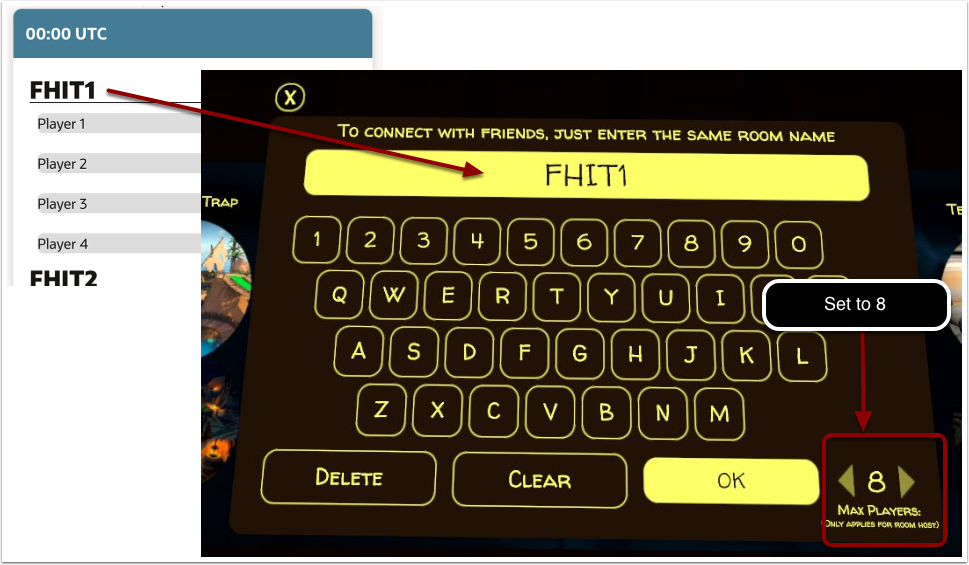 00:00 UTC
FHIT1
Player 1
Player 2
Player 3
Player 4
FHIT2
X
TO CONNECT WITH FRIENDS, JUST ENTER THE SAME ROOM NAME
FHIT1
TRAP
1 2 3 4 5 6 7 8 9 0
Q W E R T Y U I
Set to 8
A S D F G H J K L
Z X C V B N M
DELETE CLEAR OK
8
MAX PLAYERS:
(ONLY APPLIES FOR ROOM HOST)